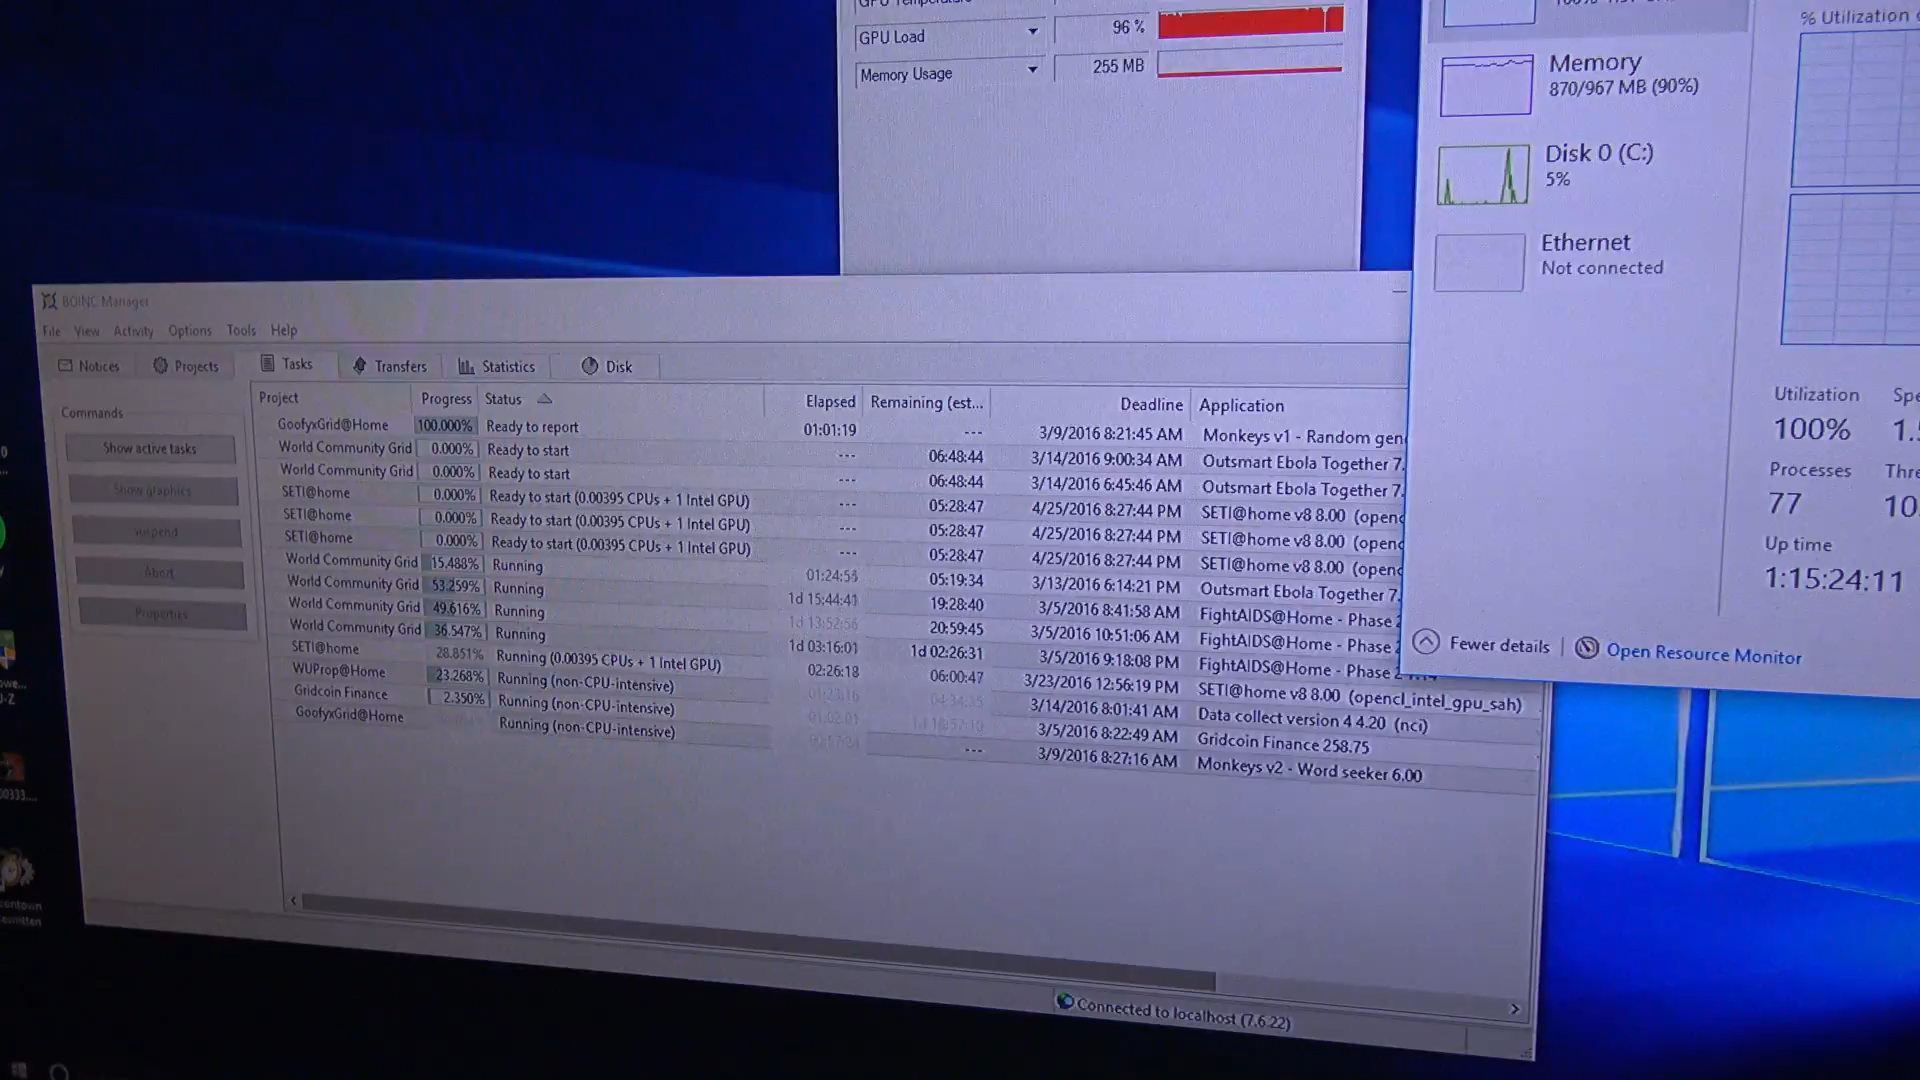 GPU Load 96 %
Memory Usage 255 MB
% Utilization
Memory
870/967 MB (90%)
Disk 0 (C:)
5%
Ethernet
Not connected
Utilization
100%
Processes
77
Up time
1:15:24:11
Fewer details Open Resource Monitor
BOINC Manager
File View Activity Options Tools Help
Notices Projects Tasks Transfers Statistics Disk
Commands
Show active tasks
Show graphics
Suspend
Abort
Properties
Project Progress Status Elapsed Remaining (est... Deadline Application
GoofyxGrid@Home 100.000% Ready to report 01:01:19 --- 3/9/2016 8:21:45 AM Monkeys v1 - Random gen
World Community Grid 0.000% Ready to start --- 06:48:44 3/14/2016 9:00:34 AM Outsmart Ebola Together 7.
World Community Grid 0.000% Ready to start --- 06:48:44 3/14/2016 6:45:46 AM Outsmart Ebola Together 7.
SETI@home 0.000% Ready to start (0.00395 CPUs + 1 Intel GPU) --- 05:28:47 4/25/2016 8:27:44 PM SETI@home v8 8.00 (openc
SETI@home 0.000% Ready to start (0.00395 CPUs + 1 Intel GPU) --- 05:28:47 4/25/2016 8:27:44 PM SETI@home v8 8.00 (openc
SETI@home 0.000% Ready to start (0.00395 CPUs + 1 Intel GPU) --- 05:28:47 4/25/2016 8:27:44 PM SETI@home v8 8.00 (openc
World Community Grid 15.488% Running 01:24:56 05:19:34 3/13/2016 6:14:21 PM Outsmart Ebola Together 7.
World Community Grid 53.259% Running 1d 15:44:41 19:28:40 3/5/2016 8:41:58 AM FightAIDS@Home - Phase 2
World Community Grid 49.616% Running 1d 13:52:56 20:59:45 3/5/2016 10:51:06 AM FightAIDS@Home - Phase 2
World Community Grid 36.547% Running 1d 03:16:01 1d 02:26:31 3/5/2016 9:18:08 PM FightAIDS@Home - Phase 2
SETI@home 28.851% Running (0.00395 CPUs + 1 Intel GPU) 02:26:18 06:00:47 3/23/2016 12:56:19 PM SETI@home v8 8.00 (opencl_intel_gpu_sah)
WUProp@Home 23.268% Running (non-CPU-intensive) 3/14/2016 8:01:41 AM Data collect version 4 4.20 (nci)
Gridcoin Finance 2.350% Running (non-CPU-intensive) 3/5/2016 8:22:49 AM Gridcoin Finance 258.75
GoofyxGrid@Home Running (non-CPU-intensive) --- 3/9/2016 8:27:16 AM Monkeys v2 - Word seeker 6.00
Connected to localhost (7.6.22)